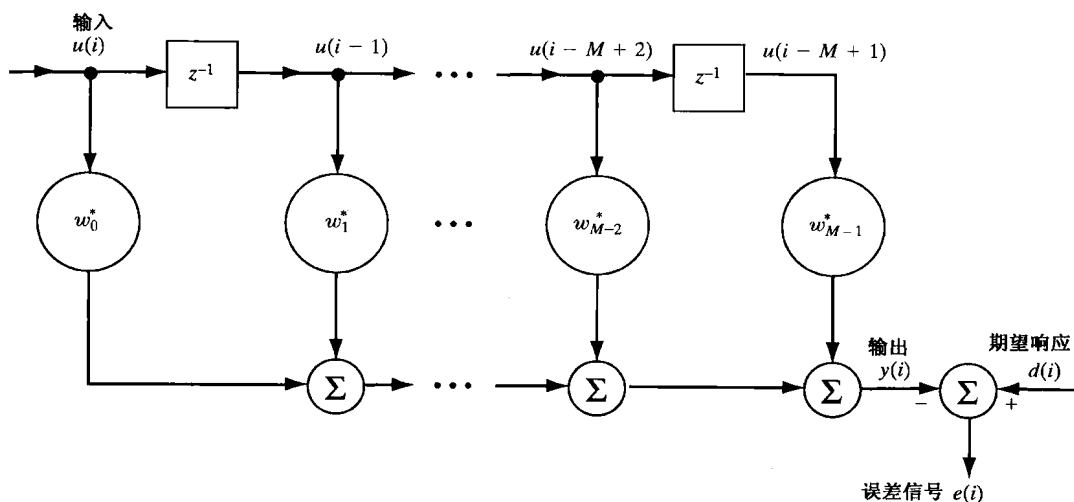 输入
u(i)
u(i − 1)
u(i − M + 2)
u(i − M + 1)
z⁻¹
•••
z⁻¹
w₀*
w₁*
•••
w*_{M−2}
w*_{M−1}
Σ
•••
Σ
Σ
输出
y(i)
−
Σ
+
期望响应
d(i)
误差信号 e(i)